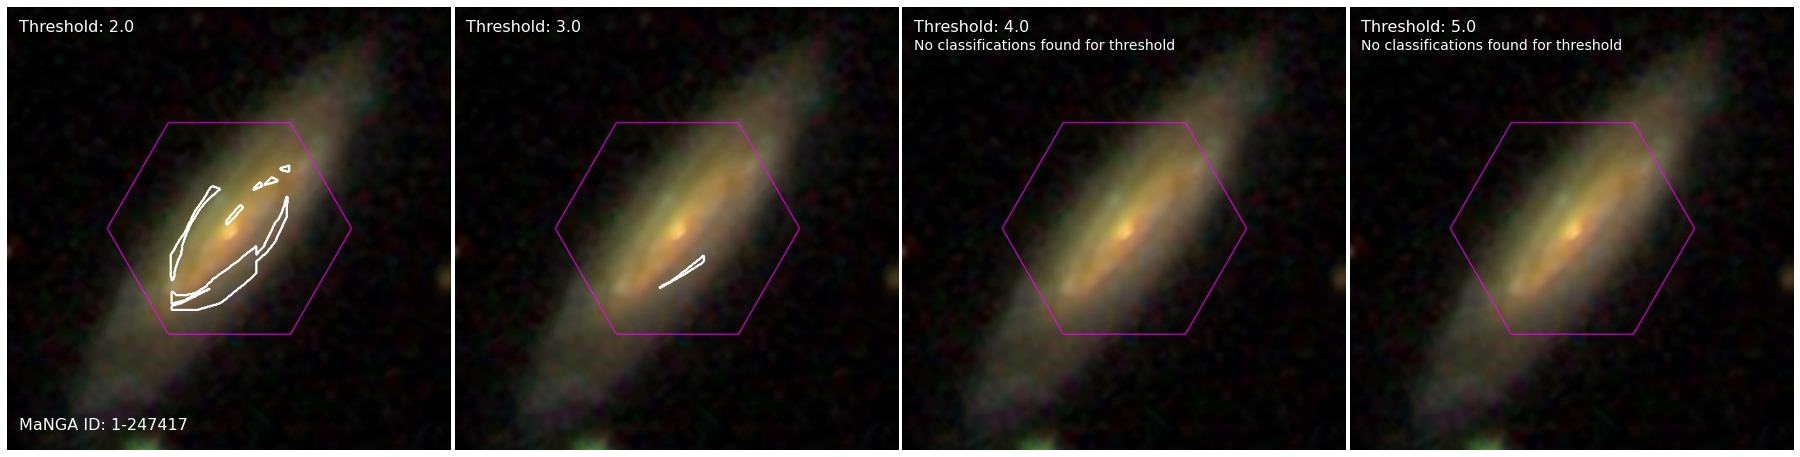 Threshold: 2.0
MaNGA ID: 1-247417
Threshold: 3.0
Threshold: 4.0
No classifications found for threshold
Threshold: 5.0
No classifications found for threshold